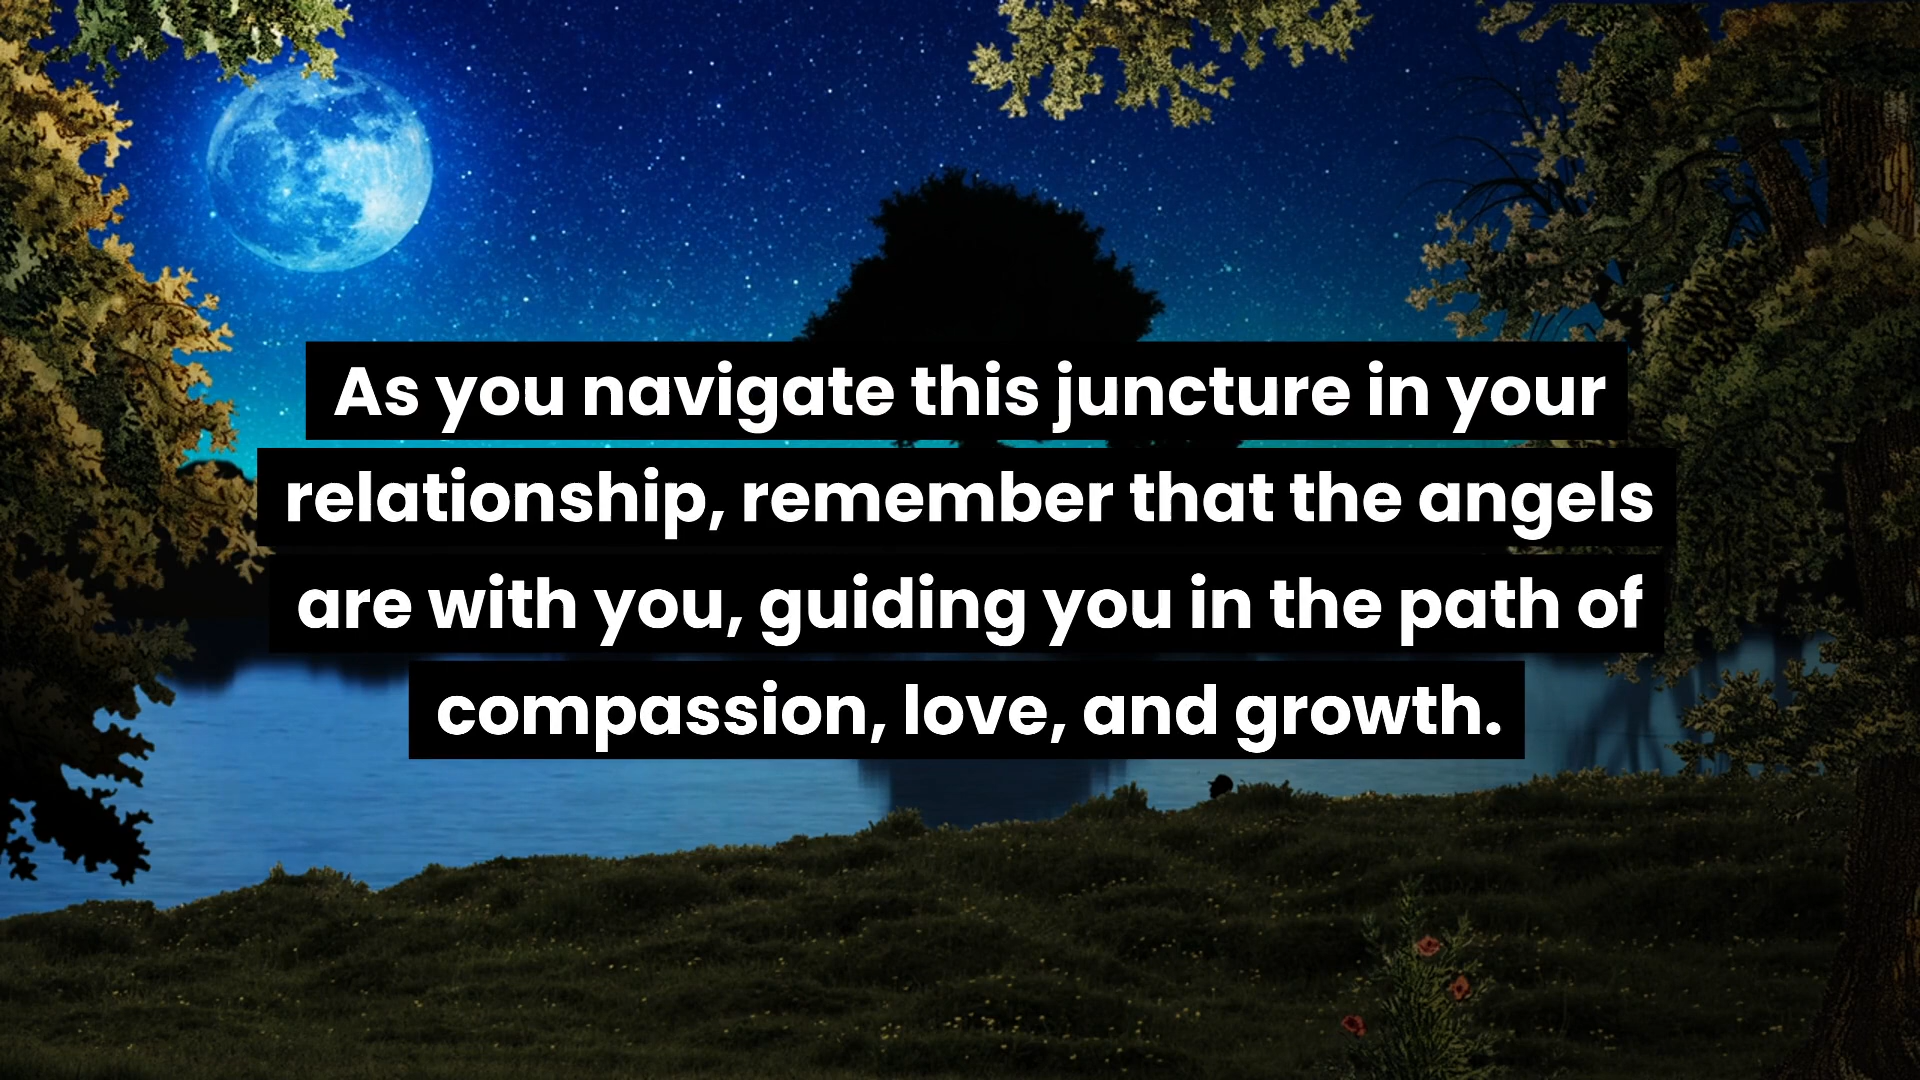 As you navigate this juncture in your
relationship, remember that the angels
are with you, guiding you in the path of
compassion, love, and growth.